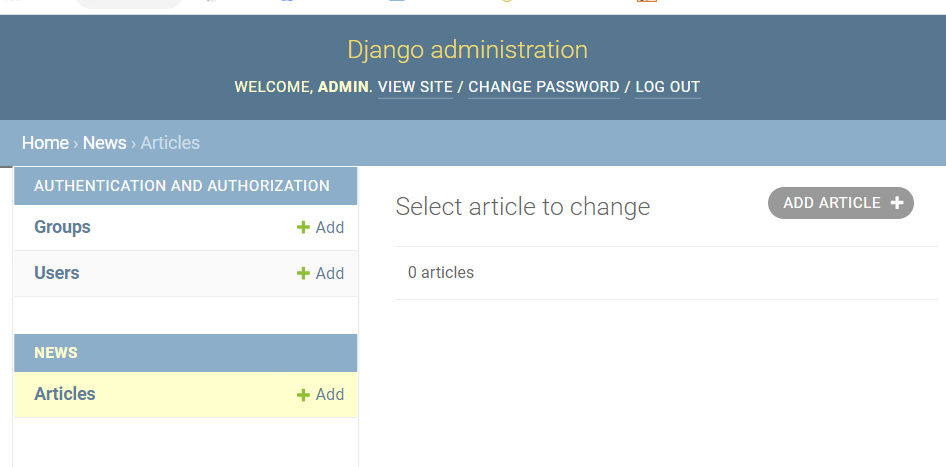 Django administration
WELCOME, ADMIN. VIEW SITE / CHANGE PASSWORD / LOG OUT
Home › News › Articles
AUTHENTICATION AND AUTHORIZATION
Groups + Add
Users + Add
NEWS
Articles + Add
Select article to change
ADD ARTICLE +
0 articles